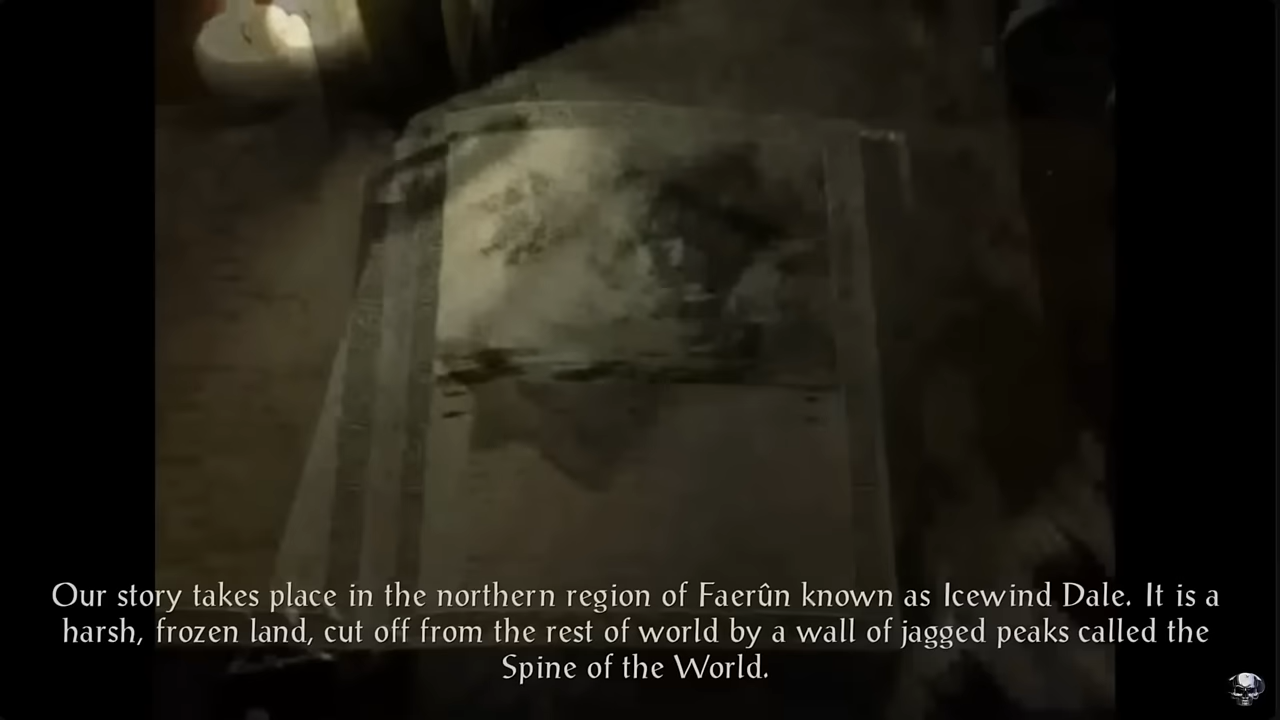 Our story takes place in the northern region of Faerûn known as Icewind Dale. It is a
harsh, frozen land, cut off from the rest of world by a wall of jagged peaks called the
Spine of the World.